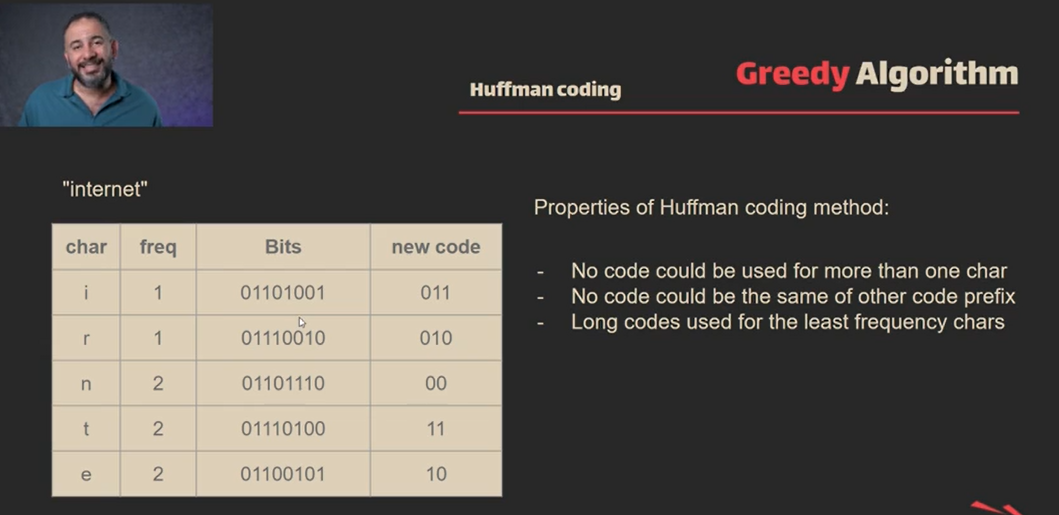 Huffman coding
Greedy Algorithm
"internet"
char freq Bits new code
i 1 01101001 011
r 1 01110010 010
n 2 01101110 00
t 2 01110100 11
e 2 01100101 10
Properties of Huffman coding method:
- No code could be used for more than one char
- No code could be the same of other code prefix
- Long codes used for the least frequency chars